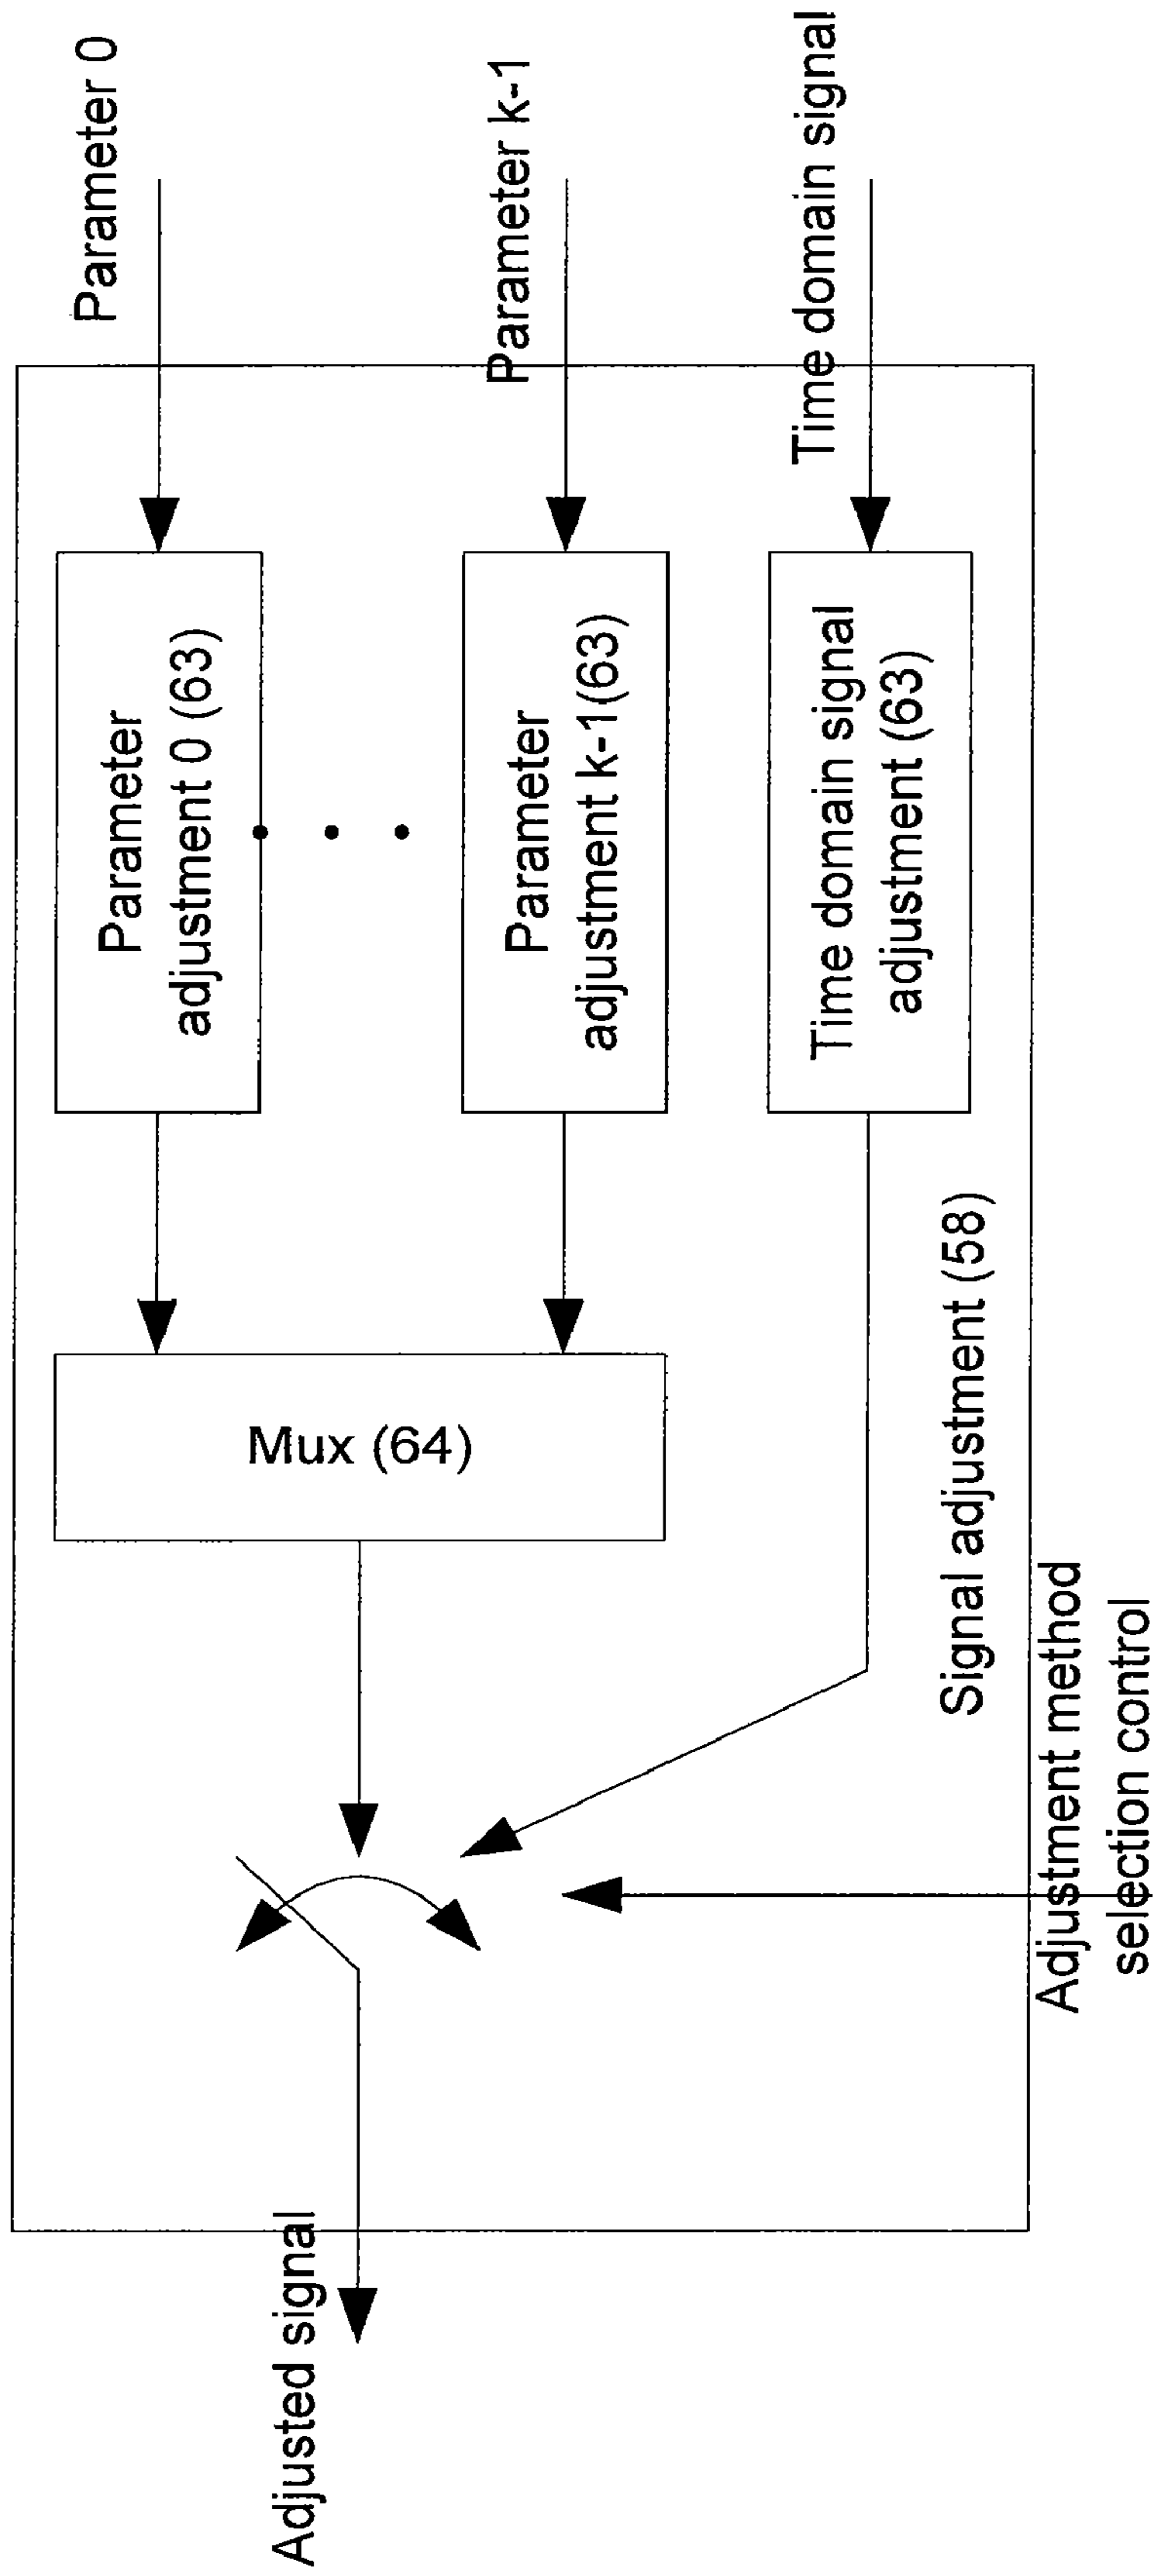 Parameter 0
Parameter k-1
Time domain signal
Parameter
adjustment 0 (63)
Parameter
adjustment k-1(63)
Time domain signal
adjustment (63)
Mux (64)
Signal adjustment (58)
Adjustment method
selection control
Adjusted signal